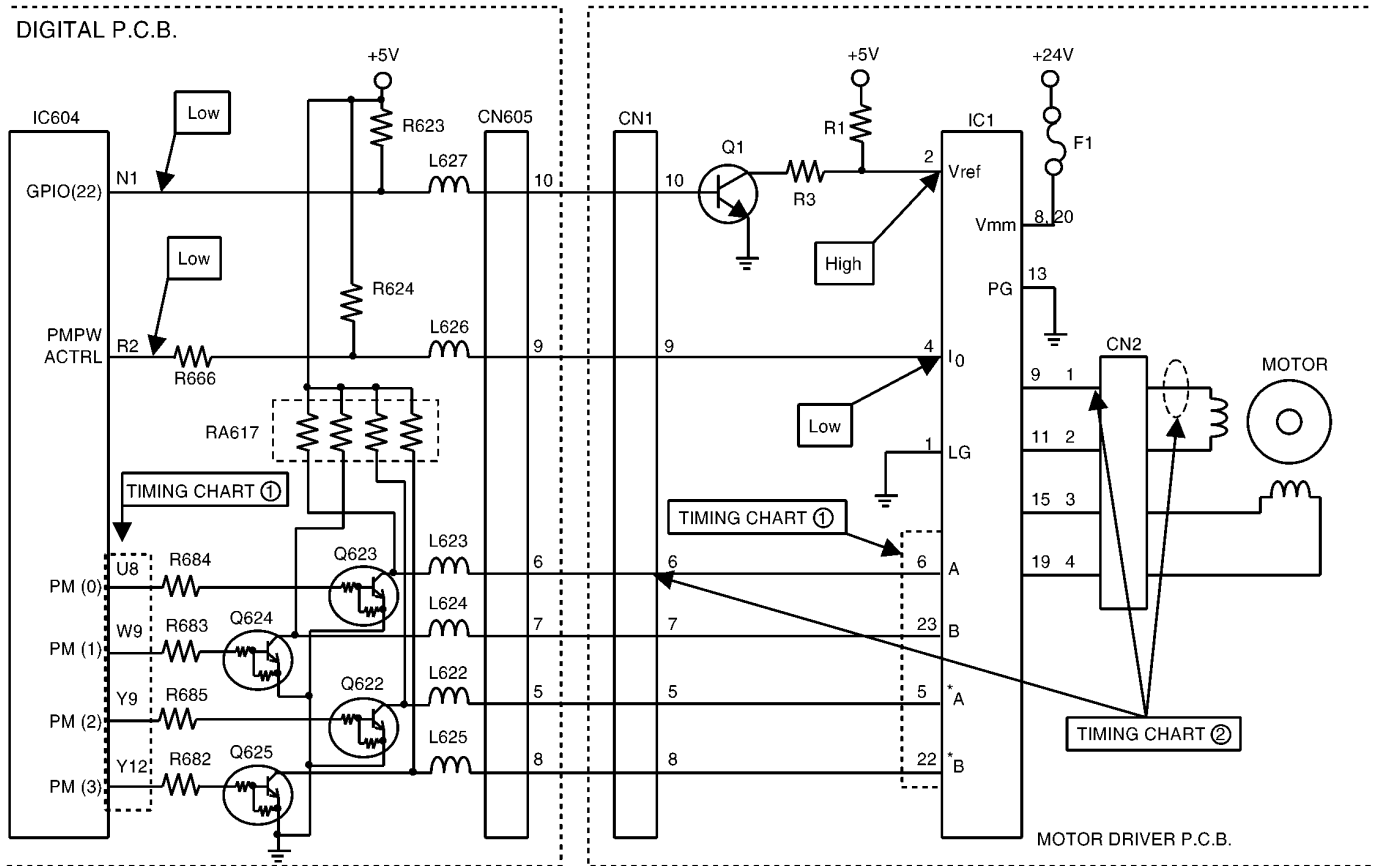 DIGITAL P.C.B.
+5V
+5V
+24V
IC604
Low
R623
CN605
CN1
R1
IC1
F1
L627
Q1
N1
GPIO(22)
10
10
R3
2
Vref
Vmm
8, 20
Low
High
R624
PG
13
PMPW
ACTRL
R2
R666
L626
9
9
4
I0
CN2
MOTOR
9 1
Low
RA617
1
LG
11 2
TIMING CHART ①
TIMING CHART ①
15 3
U8
R684
Q623
L623
PM (0)
6
6
6
A
19 4
W9
R683
Q624
L624
PM (1)
7
7
23
B
Y9
R685
Q622
L622
PM (2)
5
5
5
*A
TIMING CHART ②
Y12
R682
Q625
L625
PM (3)
8
8
22
*B
MOTOR DRIVER P.C.B.